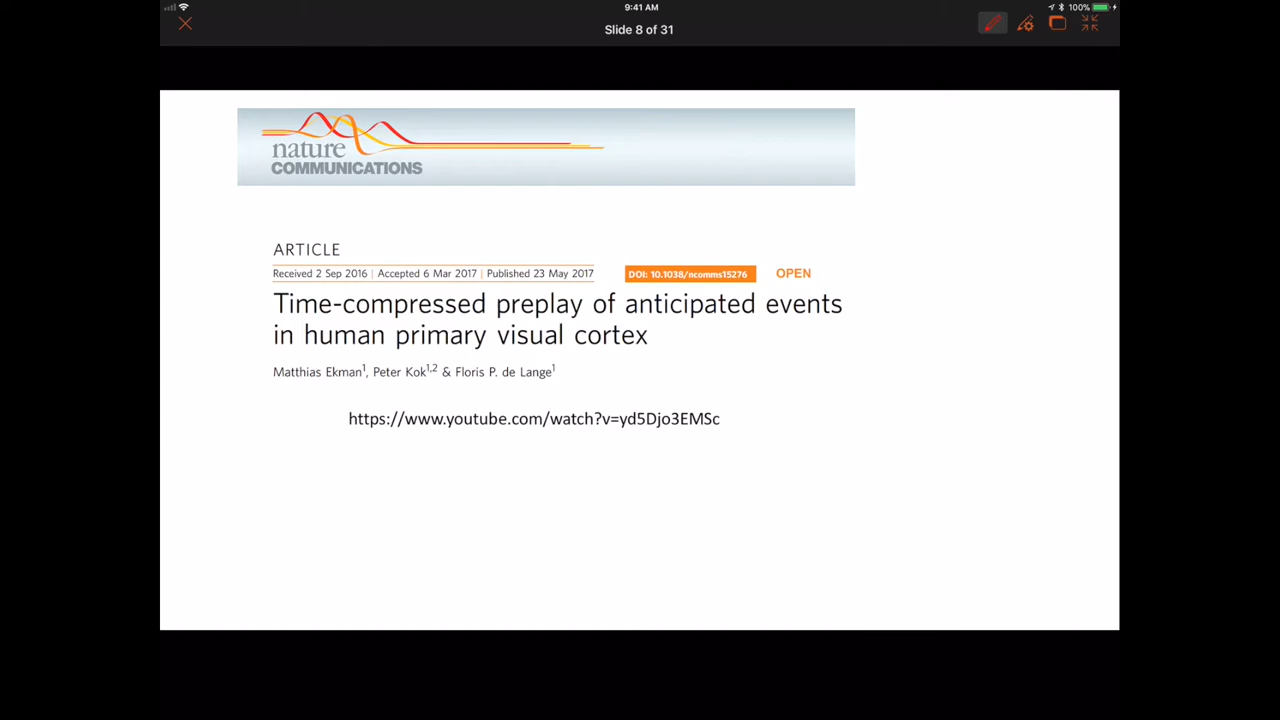 9:41 AM
100%
Slide 8 of 31
nature
COMMUNICATIONS
ARTICLE
Received 2 Sep 2016 | Accepted 6 Mar 2017 | Published 23 May 2017
DOI: 10.1038/ncomms15276
OPEN
Time-compressed preplay of anticipated events
in human primary visual cortex
Matthias Ekman1, Peter Kok1,2 & Floris P. de Lange1
https://www.youtube.com/watch?v=yd5Djo3EMSc